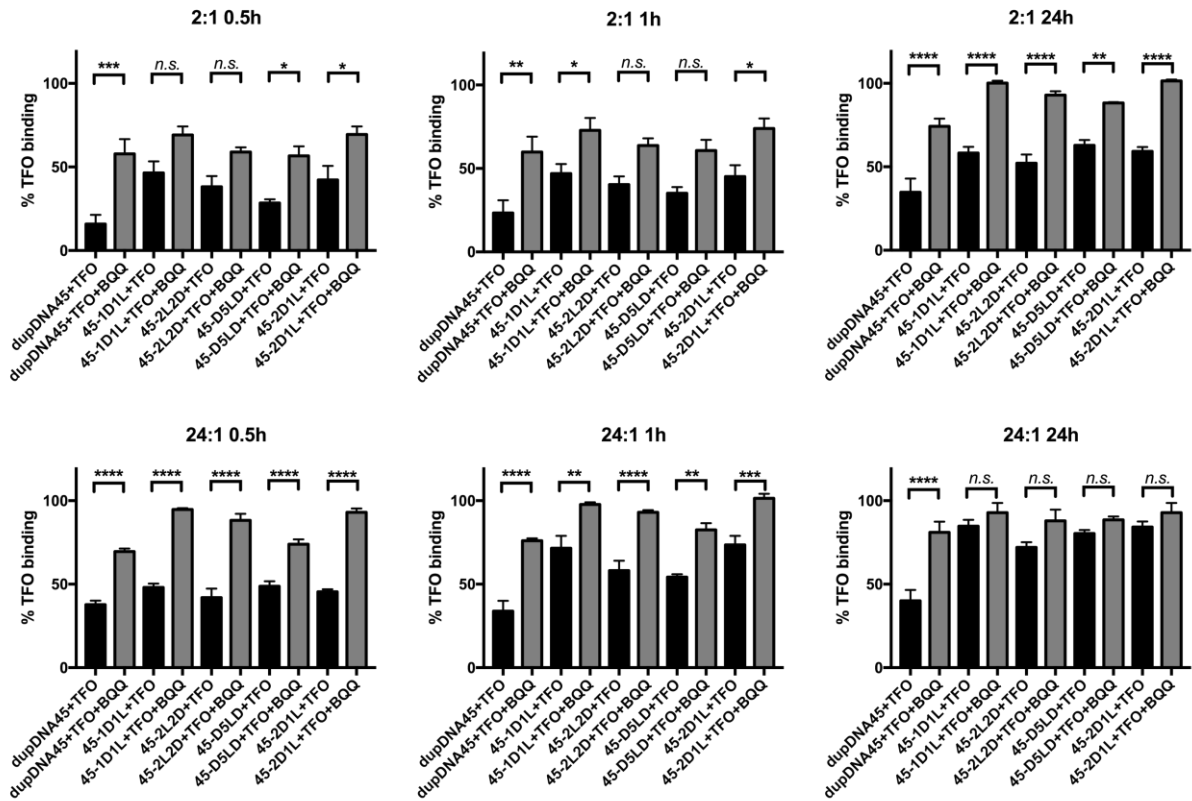 2:1 0.5h
% TFO binding
100
50
0
***
n.s.
n.s.
*
*
dupDNA45+TFO
dupDNA45+TFO+BQQ
45-1D1L+TFO
45-1D1L+TFO+BQQ
45-2L2D+TFO
45-2L2D+TFO+BQQ
45-D5LD+TFO
45-D5LD+TFO+BQQ
45-2D1L+TFO
45-2D1L+TFO+BQQ
2:1 1h
% TFO binding
100
50
0
**
*
n.s.
n.s.
*
dupDNA45+TFO
dupDNA45+TFO+BQQ
45-1D1L+TFO
45-1D1L+TFO+BQQ
45-2L2D+TFO
45-2L2D+TFO+BQQ
45-D5LD+TFO
45-D5LD+TFO+BQQ
45-2D1L+TFO
45-2D1L+TFO+BQQ
2:1 24h
% TFO binding
100
50
0
****
****
****
**
****
dupDNA45+TFO
dupDNA45+TFO+BQQ
45-1D1L+TFO
45-1D1L+TFO+BQQ
45-2L2D+TFO
45-2L2D+TFO+BQQ
45-D5LD+TFO
45-D5LD+TFO+BQQ
45-2D1L+TFO
45-2D1L+TFO+BQQ
24:1 0.5h
% TFO binding
100
50
0
****
****
****
****
****
dupDNA45+TFO
dupDNA45+TFO+BQQ
45-1D1L+TFO
45-1D1L+TFO+BQQ
45-2L2D+TFO
45-2L2D+TFO+BQQ
45-D5LD+TFO
45-D5LD+TFO+BQQ
45-2D1L+TFO
45-2D1L+TFO+BQQ
24:1 1h
% TFO binding
100
50
0
****
**
****
**
***
dupDNA45+TFO
dupDNA45+TFO+BQQ
45-1D1L+TFO
45-1D1L+TFO+BQQ
45-2L2D+TFO
45-2L2D+TFO+BQQ
45-D5LD+TFO
45-D5LD+TFO+BQQ
45-2D1L+TFO
45-2D1L+TFO+BQQ
24:1 24h
% TFO binding
100
50
0
****
n.s.
n.s.
n.s.
n.s.
dupDNA45+TFO
dupDNA45+TFO+BQQ
45-1D1L+TFO
45-1D1L+TFO+BQQ
45-2L2D+TFO
45-2L2D+TFO+BQQ
45-D5LD+TFO
45-D5LD+TFO+BQQ
45-2D1L+TFO
45-2D1L+TFO+BQQ